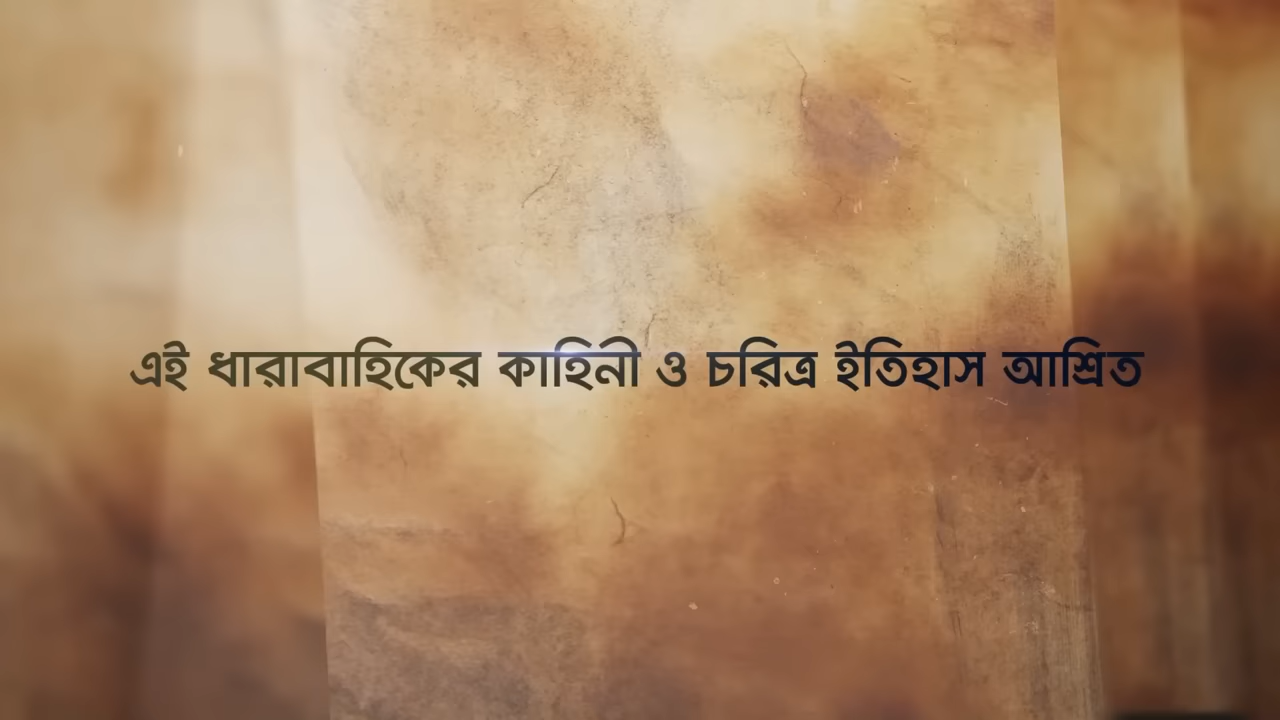 এই ধারাবাহিকের কাহিনী ও চরিত্র ইতিহাস আশ্রিত